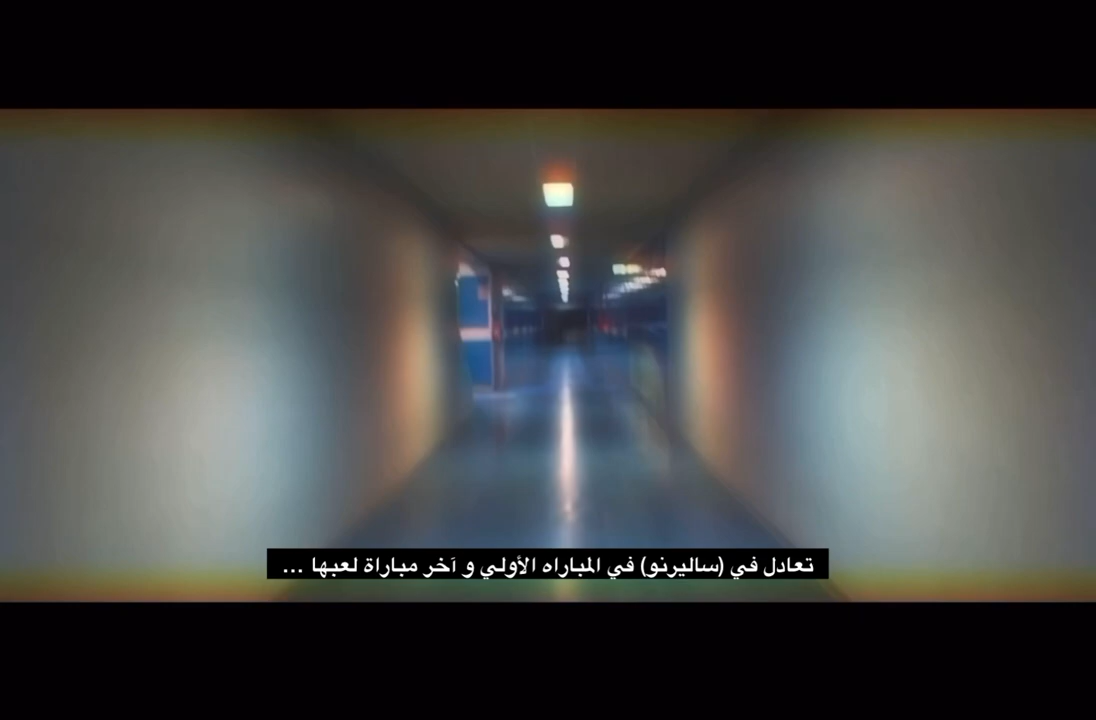 تعادل في (ساليرنو) في المباراه الأولي و آخر مباراة لعبها ...